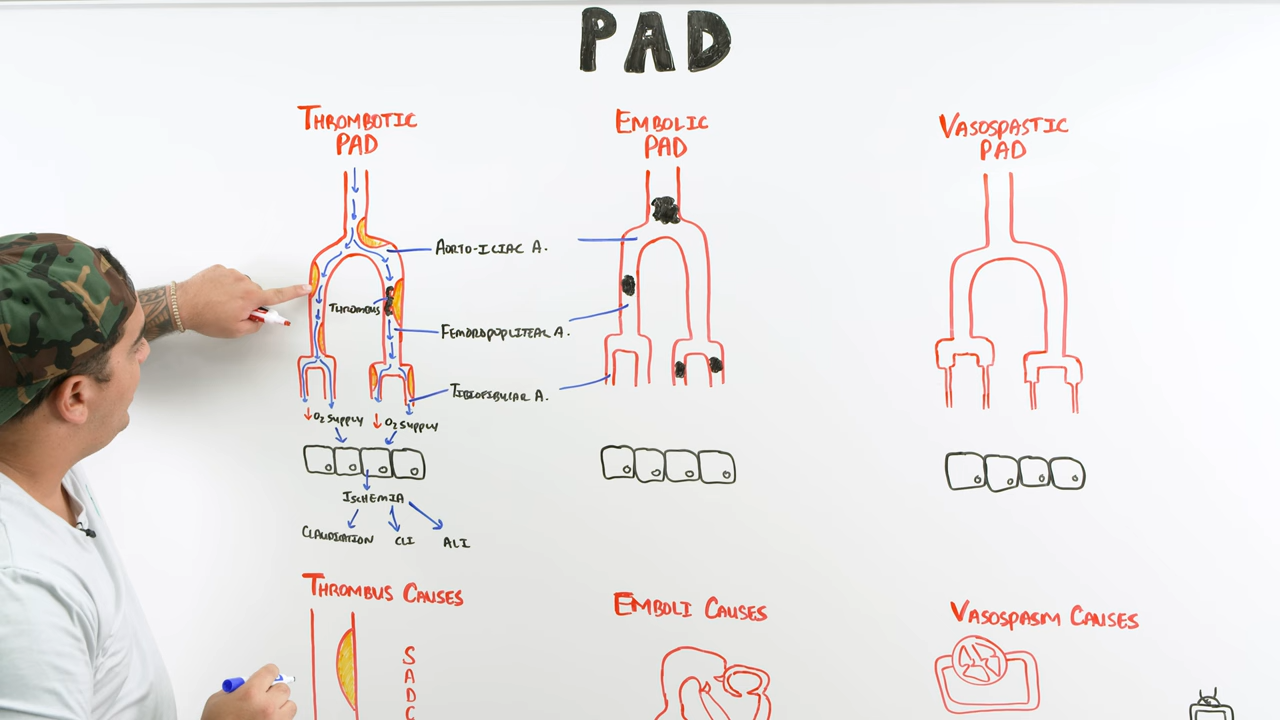 PAD
THROMBOTIC
PAD
EMBOLIC
PAD
VASOSPASTIC
PAD
AORTO-ILIAC A.
THROMBUS
FEMOROPOPLITEAL A.
TIBIOFIBULAR A.
↓ O2 SUPPLY
↓ O2 SUPPLY
ISCHEMIA
CLAUDICATION
CLI
ALI
THROMBUS CAUSES
EMBOLI CAUSES
VASOSPASM CAUSES
S
A
D
C